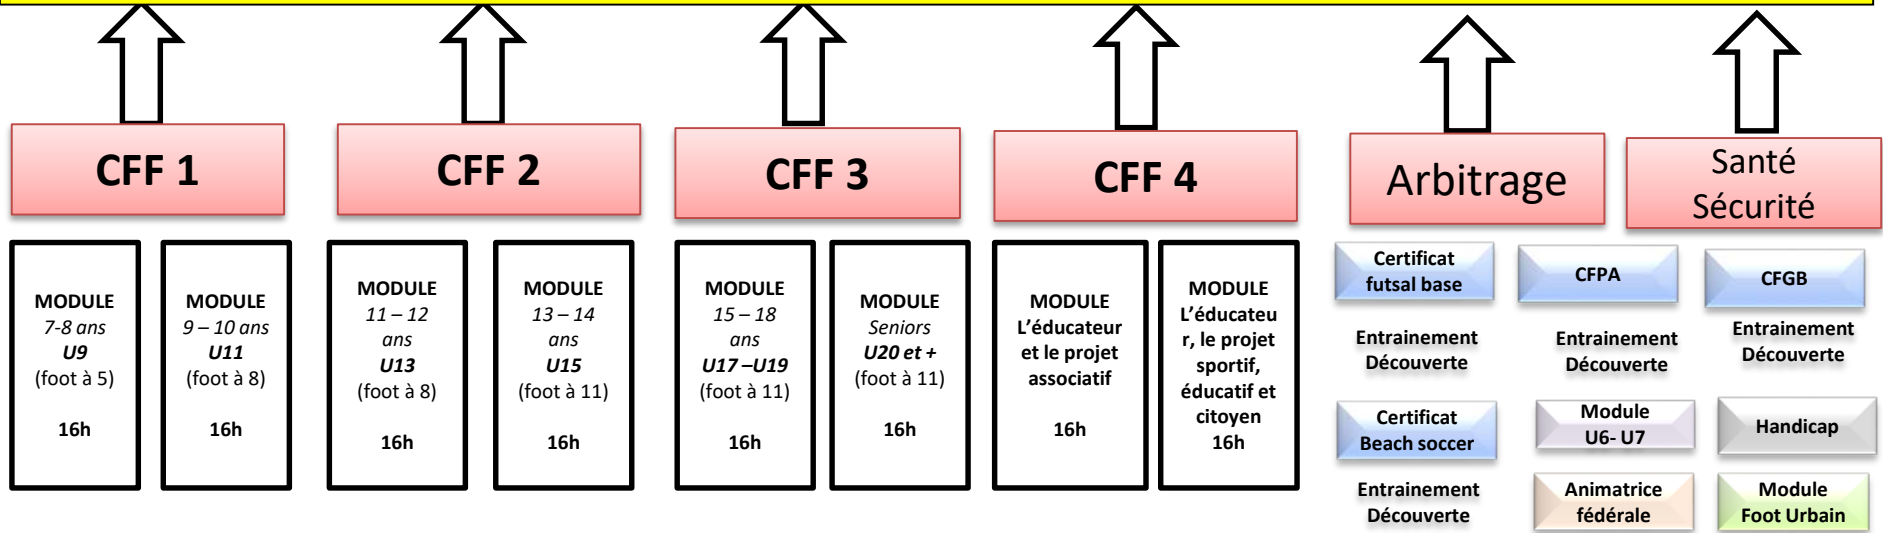 CFF 1
CFF 2
CFF 3
CFF 4
Arbitrage
Santé
Sécurité
MODULE
7-8 ans
U9
(foot à 5)
16h
MODULE
9 – 10 ans
U11
(foot à 8)
16h
MODULE
11 – 12
ans
U13
(foot à 8)
16h
MODULE
13 – 14
ans
U15
(foot à 11)
16h
MODULE
15 – 18
ans
U17 –U19
(foot à 11)
16h
MODULE
Seniors
U20 et +
(foot à 11)
16h
MODULE
L'éducateur
et le projet
associatif
16h
MODULE
L'éducateu
r, le projet
sportif,
éducatif et
citoyen
16h
Certificat
futsal base
Entrainement
Découverte
CFPA
Entrainement
Découverte
CFGB
Entrainement
Découverte
Certificat
Beach soccer
Entrainement
Découverte
Module
U6- U7
Handicap
Animatrice
fédérale
Module
Foot Urbain